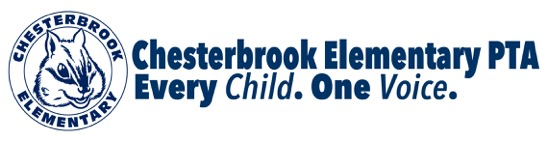 CHESTERBROOK
ELEMENTARY
Chesterbrook Elementary PTA
Every Child. One Voice.